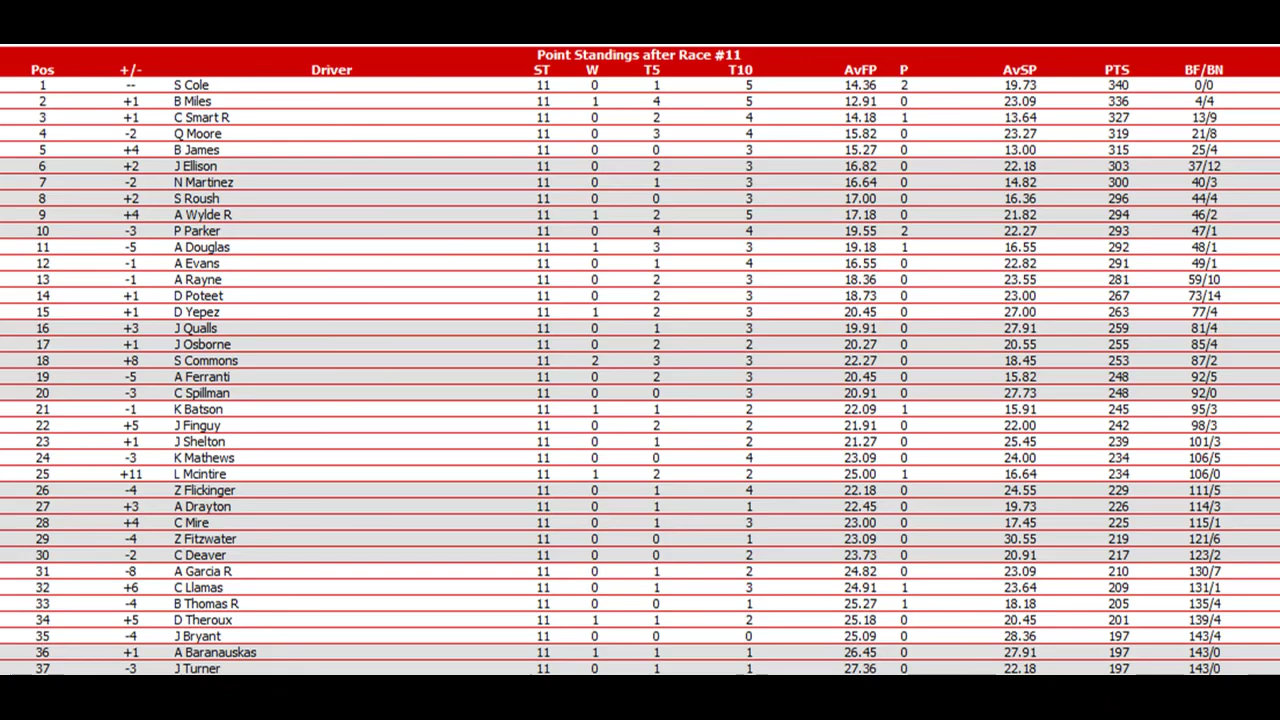 Point Standings after Race #11
Pos +/- Driver ST W T5 T10 AvFP P AvSP PTS BF/BN
1 -- S Cole 11 0 1 5 14.36 2 19.73 340 0/0
2 +1 B Miles 11 1 4 5 12.91 0 23.09 336 4/4
3 +1 C Smart R 11 0 2 4 14.18 1 13.64 327 13/9
4 -2 Q Moore 11 0 3 4 15.82 0 23.27 319 21/8
5 +4 B James 11 0 0 3 15.27 0 13.00 315 25/4
6 +2 J Ellison 11 0 2 3 16.82 0 22.18 303 37/12
7 -2 N Martinez 11 0 1 3 16.64 0 14.82 300 40/3
8 +2 S Roush 11 0 0 3 17.00 0 16.36 296 44/4
9 +4 A Wylde R 11 1 2 5 17.18 0 21.82 294 46/2
10 -3 P Parker 11 0 4 4 19.55 2 22.27 293 47/1
11 -5 A Douglas 11 1 3 3 19.18 1 16.55 292 48/1
12 -1 A Evans 11 0 1 4 16.55 0 22.82 291 49/1
13 -1 A Rayne 11 0 2 3 18.36 0 23.55 281 59/10
14 +1 D Poteet 11 0 2 3 18.73 0 23.00 267 73/14
15 +1 D Yepez 11 1 2 3 20.45 0 27.00 263 77/4
16 +3 J Qualls 11 0 1 3 19.91 0 27.91 259 81/4
17 +1 J Osborne 11 0 2 2 20.27 0 20.55 255 85/4
18 +8 S Commons 11 2 3 3 22.27 0 18.45 253 87/2
19 -5 A Ferranti 11 0 2 3 20.45 0 15.82 248 92/5
20 -3 C Spillman 11 0 0 3 20.91 0 27.73 248 92/0
21 -1 K Batson 11 1 1 2 22.09 1 15.91 245 95/3
22 +5 J Finguy 11 0 2 2 21.91 0 22.00 242 98/3
23 +1 J Shelton 11 0 1 2 21.27 0 25.45 239 101/3
24 -3 K Mathews 11 0 0 4 23.09 0 24.00 234 106/5
25 +11 L Mcintire 11 1 2 2 25.00 1 16.64 234 106/0
26 -4 Z Flickinger 11 0 1 4 22.18 0 24.55 229 111/5
27 +3 A Drayton 11 0 1 1 22.45 0 19.73 226 114/3
28 +4 C Mire 11 0 1 3 23.00 0 17.45 225 115/1
29 -4 Z Fitzwater 11 0 0 1 23.09 0 30.55 219 121/6
30 -2 C Deaver 11 0 0 2 23.73 0 20.91 217 123/2
31 -8 A Garcia R 11 0 1 2 24.82 0 23.09 210 130/7
32 +6 C Llamas 11 0 1 3 24.91 1 23.64 209 131/1
33 -4 B Thomas R 11 0 0 1 25.27 1 18.18 205 135/4
34 +5 D Theroux 11 1 1 2 25.18 0 20.45 201 139/4
35 -4 J Bryant 11 0 0 0 25.09 0 28.36 197 143/4
36 +1 A Baranauskas 11 1 1 1 26.45 0 27.91 197 143/0
37 -3 J Turner 11 0 1 1 27.36 0 22.18 197 143/0